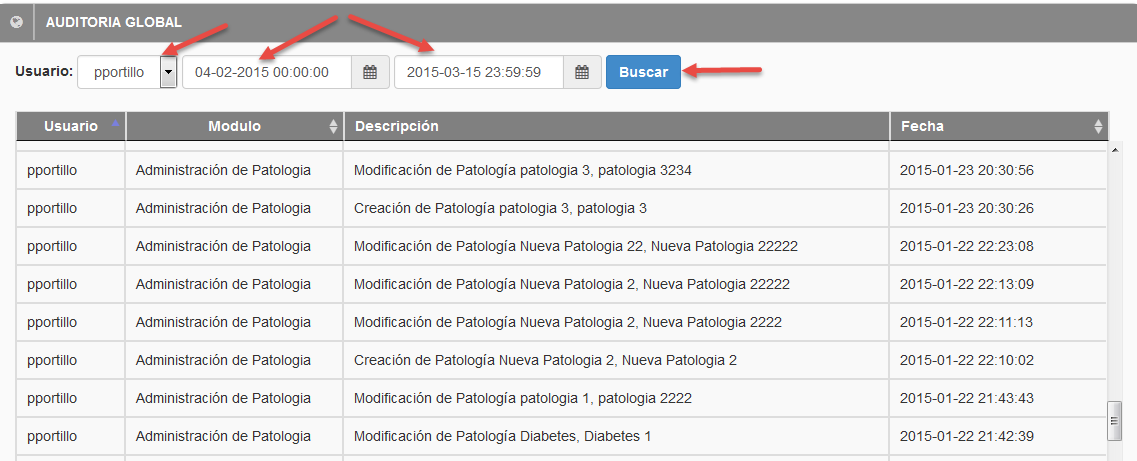 AUDITORIA GLOBAL
Usuario: pportillo 04-02-2015 00:00:00 2015-03-15 23:59:59 Buscar
Usuario Modulo Descripción Fecha
pportillo Administración de Patologia Modificación de Patología patologia 3, patologia 3234 2015-01-23 20:30:56
pportillo Administración de Patologia Creación de Patología patologia 3, patologia 3 2015-01-23 20:30:26
pportillo Administración de Patologia Modificación de Patología Nueva Patologia 22, Nueva Patologia 22222 2015-01-22 22:23:08
pportillo Administración de Patologia Modificación de Patología Nueva Patologia 2, Nueva Patologia 22222 2015-01-22 22:13:09
pportillo Administración de Patologia Modificación de Patología Nueva Patologia 2, Nueva Patologia 2222 2015-01-22 22:11:13
pportillo Administración de Patologia Creación de Patología Nueva Patologia 2, Nueva Patologia 2 2015-01-22 22:10:02
pportillo Administración de Patologia Modificación de Patología patologia 1, patologia 2222 2015-01-22 21:43:43
pportillo Administración de Patologia Modificación de Patología Diabetes, Diabetes 1 2015-01-22 21:42:39